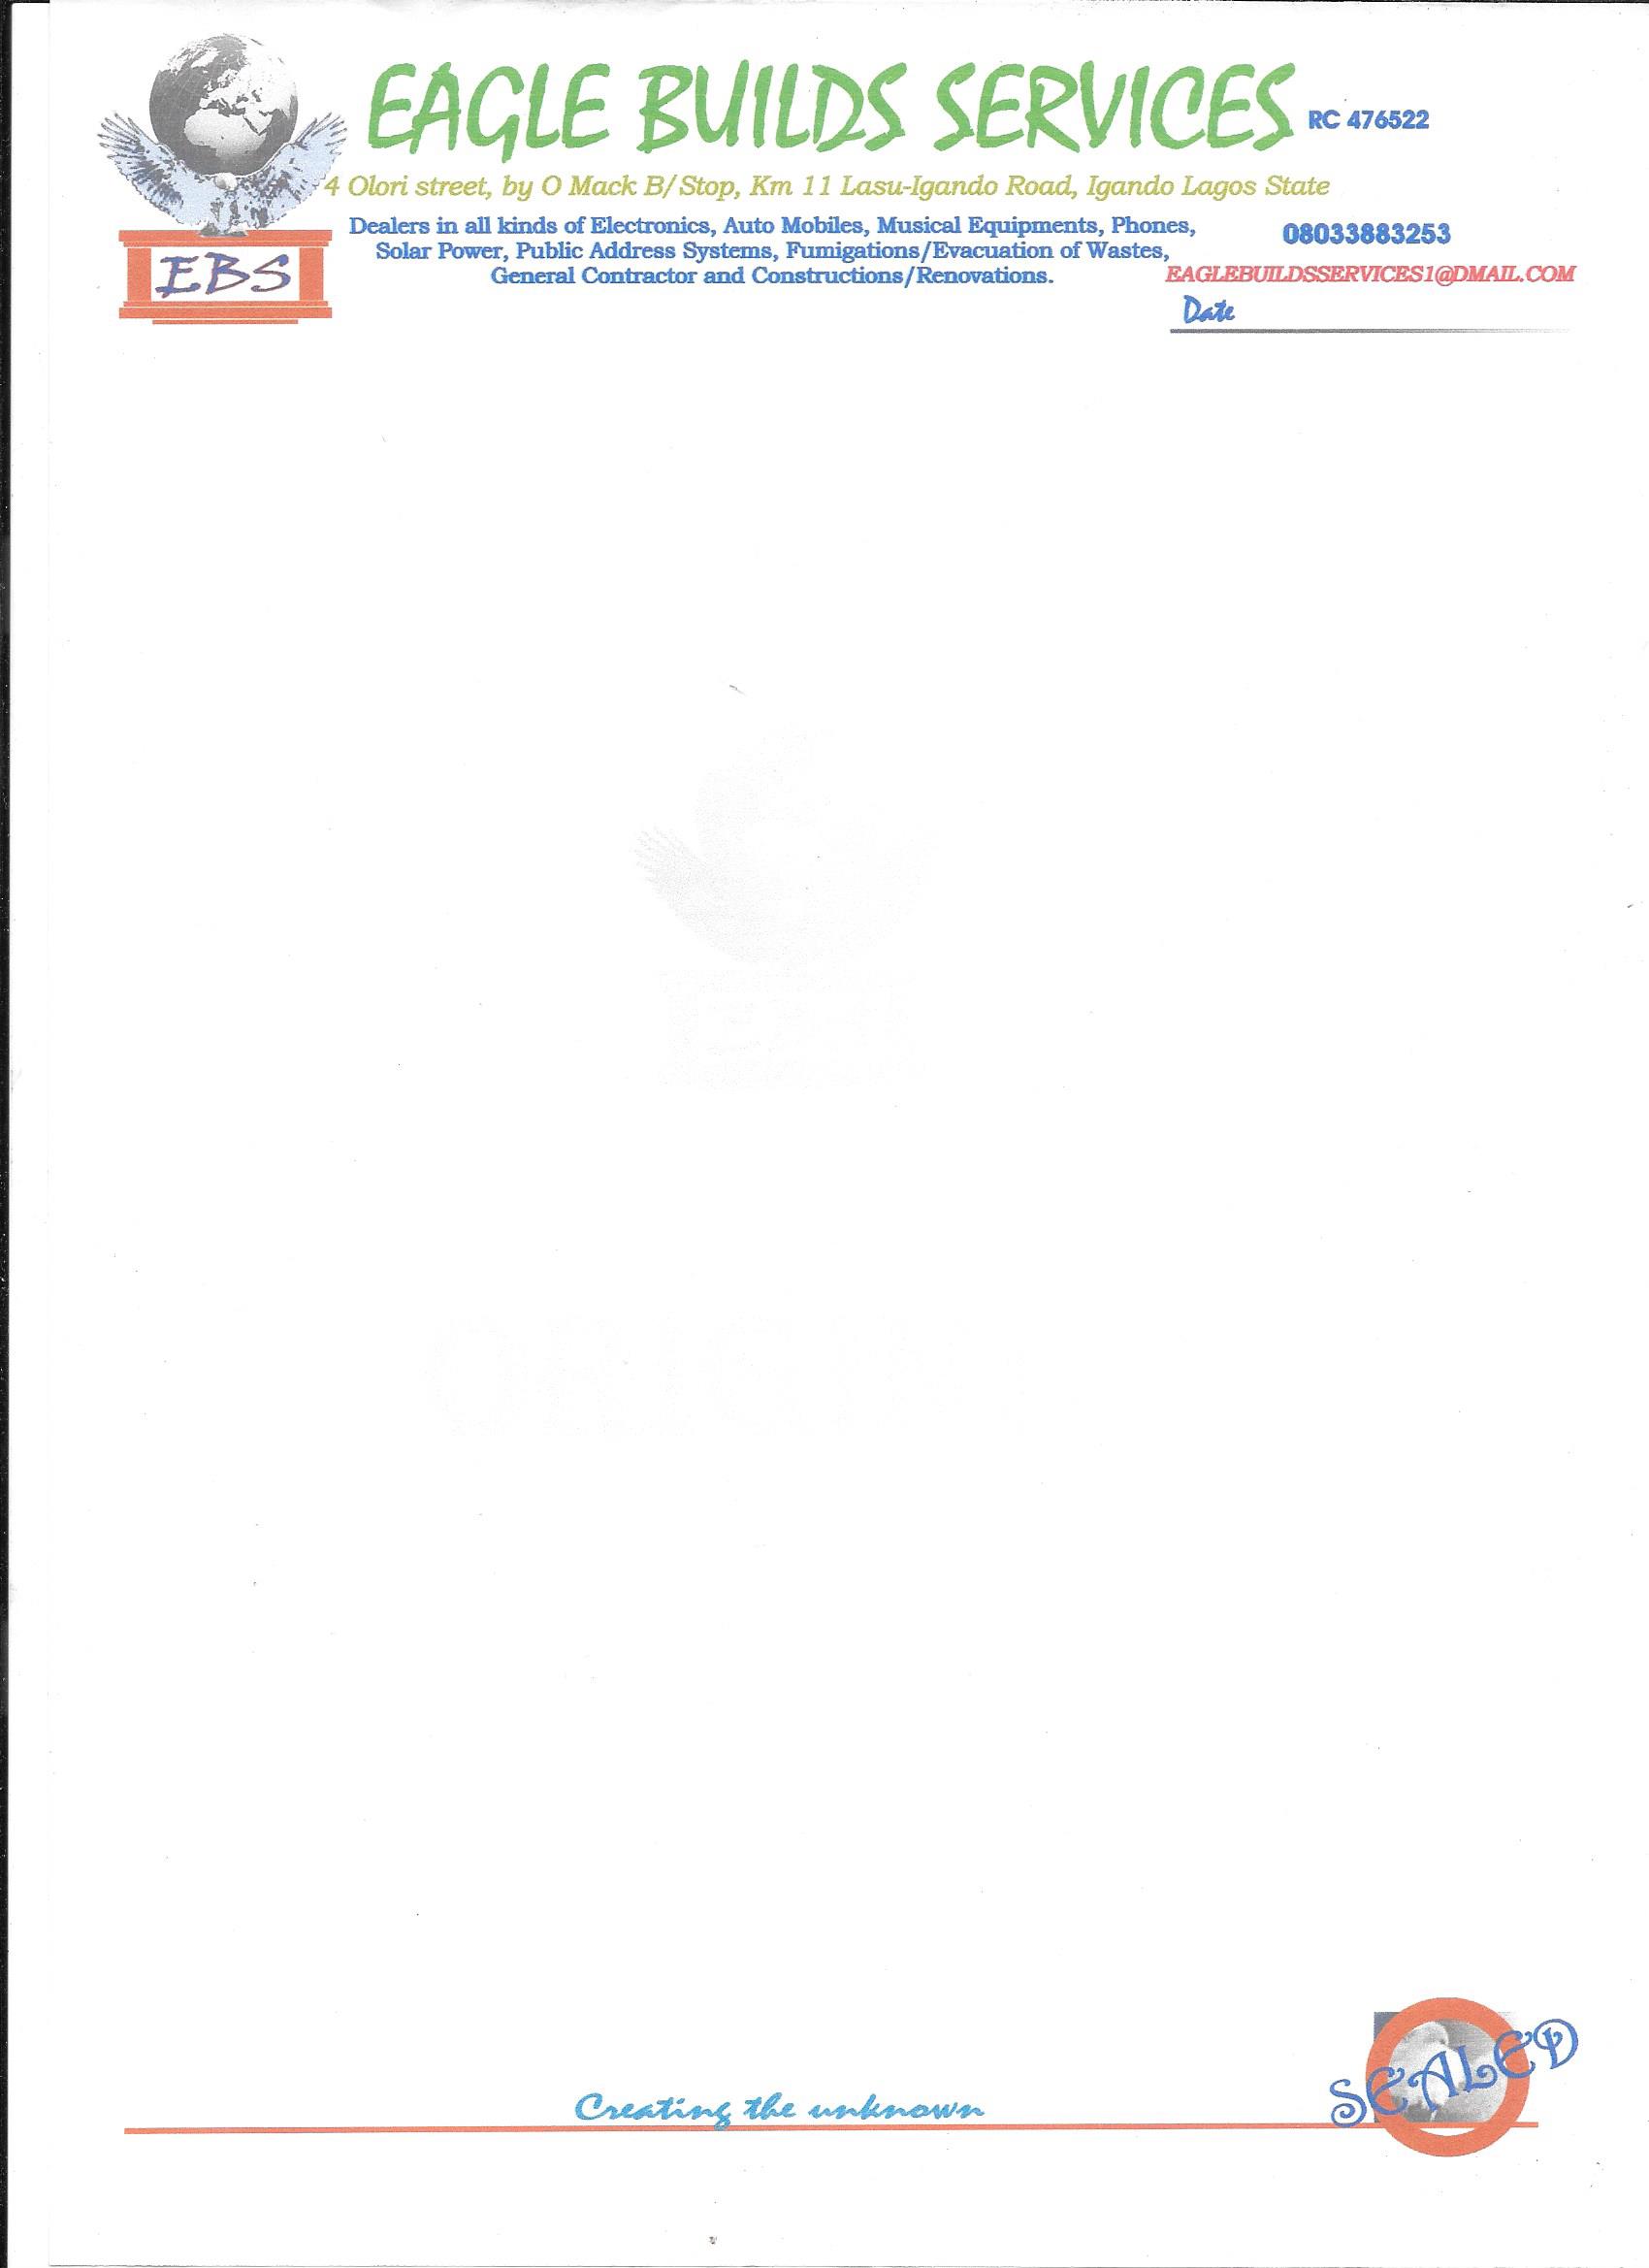 EAGLE BUILDS SERVICES RC 476522
4 Olori street, by O Mack B/Stop, Km 11 Lasu-Igando Road, Igando Lagos State
Dealers in all kinds of Electronics, Auto Mobiles, Musical Equipments, Phones,
Solar Power, Public Address Systems, Fumigations/Evacuation of Wastes,
General Contractor and Constructions/Renovations.
08033883253
EAGLEBUILDSSERVICES1@DMAIL.COM
EBS
Date
Creating the unknown
SEALED